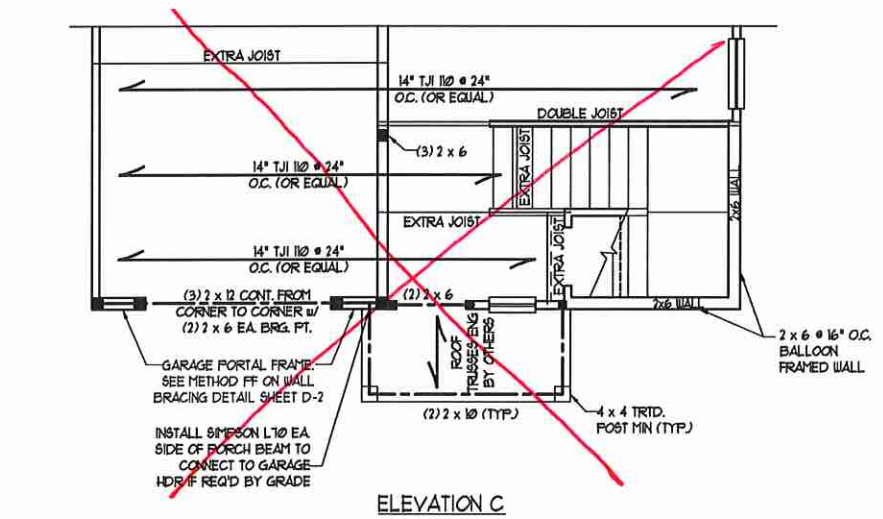 EXTRA JOIST
14" TJI 110 @ 24"
O.C. (OR EQUAL)
DOUBLE JOIST
(3) 2 x 6
EXTRA JOIST
14" TJI 110 @ 24"
O.C. (OR EQUAL)
2x6 WALL
EXTRA JOIST
EXTRA JOIST
14" TJI 110 @ 24"
O.C. (OR EQUAL)
(3) 2 x 12 CONT. FROM
CORNER TO CORNER w/
(2) 2 x 6 EA. BRG. PT.
(2) 2 x 6
2x6 WALL
2 x 6 @ 16" O.C.
BALLOON
FRAMED WALL
GARAGE PORTAL FRAME.
SEE METHOD PF ON WALL
BRACING DETAIL SHEET D-2
ROOF
TRUSSES ENG
BY OTHERS
(2) 2 x 10 (TYP.)
4 x 4 TRTD.
POST MIN (TYP.)
INSTALL SIMPSON L70 EA
SIDE OF PORCH BEAM TO
CONNECT TO GARAGE
HDR IF REQ'D BY GRADE
ELEVATION C